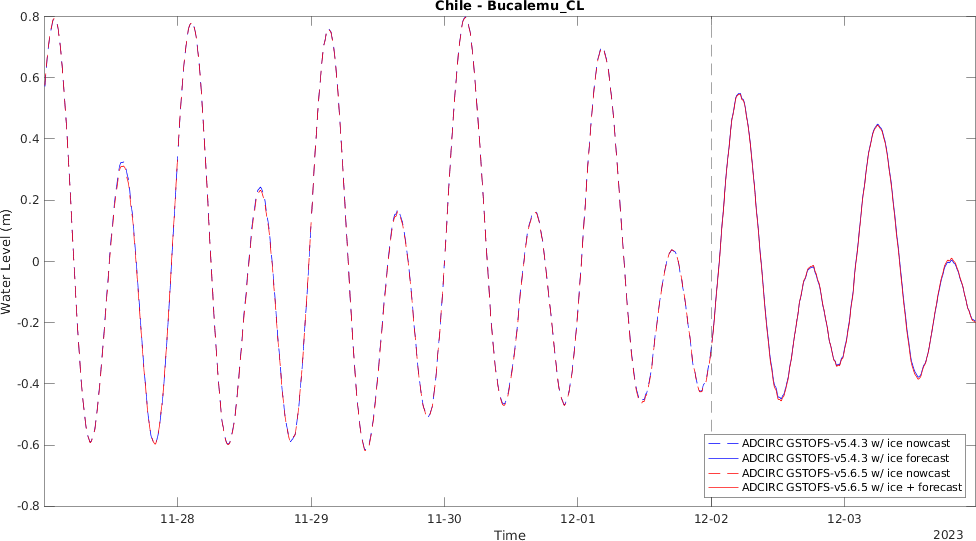 Chile - Bucalemu_CL
0.8
0.6
0.4
0.2
0
-0.2
-0.4
-0.6
-0.8
Water Level (m)
11-28
11-29
11-30
12-01
12-02
12-03
Time
2023
ADCIRC GSTOFS-v5.4.3 w/ ice nowcast
ADCIRC GSTOFS-v5.4.3 w/ ice forecast
ADCIRC GSTOFS-v5.6.5 w/ ice nowcast
ADCIRC GSTOFS-v5.6.5 w/ ice + forecast